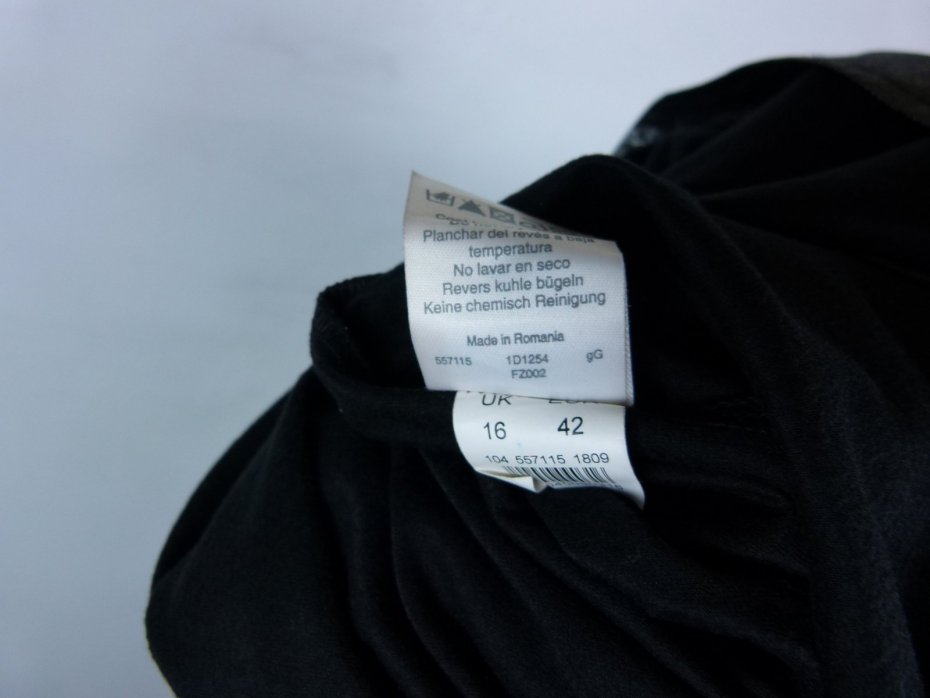 Planchar del reves a baja
temperatura
No lavar en seco
Revers kuhle bügeln
Keine chemisch Reinigung
Made in Romania
557115 1D1254 gG
FZ002
UK
16 42
104 557115 1809